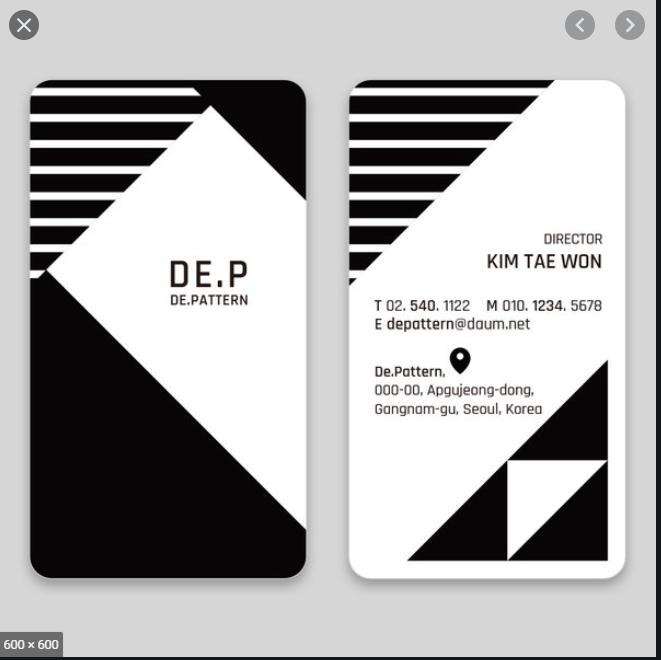 DE.P
DE.PATTERN
DIRECTOR
KIM TAE WON
T 02. 540. 1122 M 010. 1234. 5678
E depattern@daum.net
De.Pattern,
000-00, Apgujeong-dong,
Gangnam-gu, Seoul, Korea
600 × 600